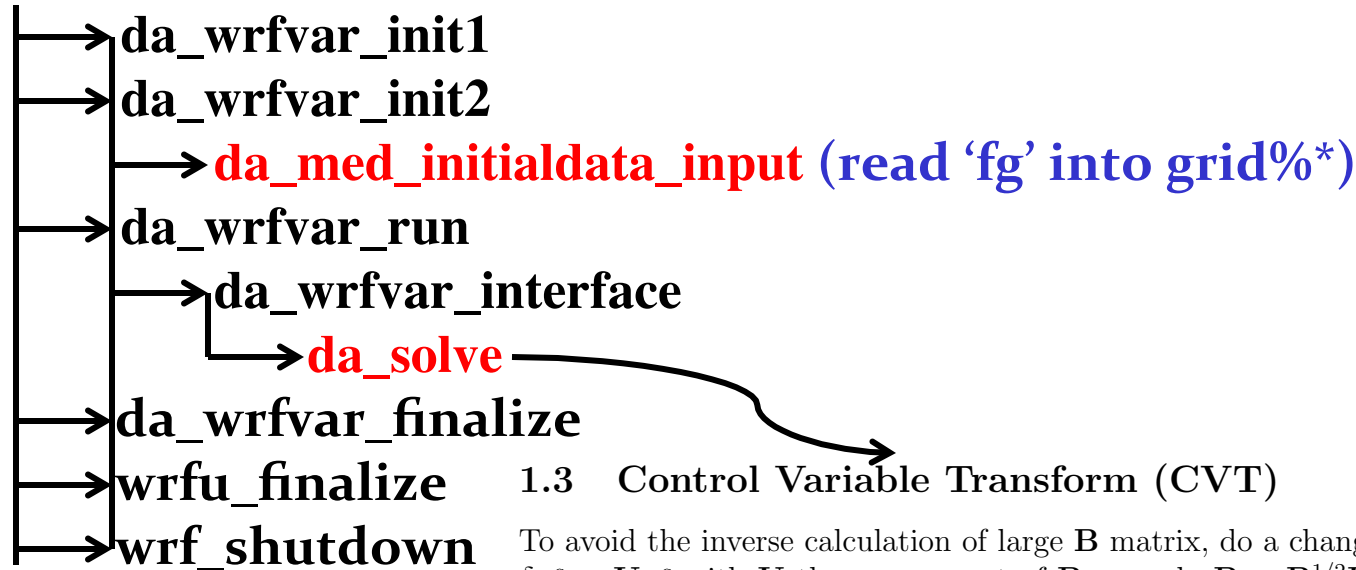 da_wrfvar_init1
da_wrfvar_init2
da_med_initialdata_input (read ‘fg’ into grid%*)
da_wrfvar_run
da_wrfvar_interface
da_solve
da_wrfvar_finalize
wrfu_finalize
1.3 Control Variable Transform (CVT)
wrf_shutdown
To avoid the inverse calculation of large B matrix, do a chang